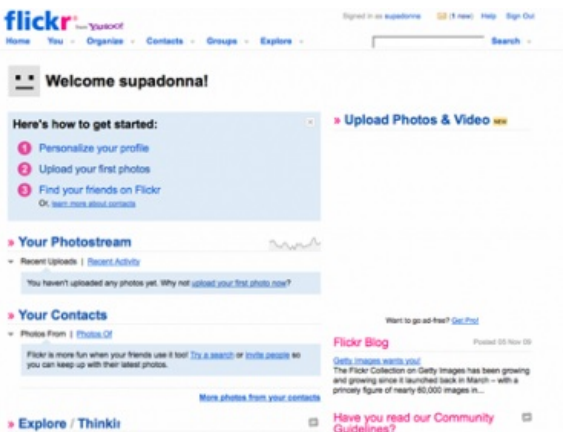 flickr from YAHOO!
Signed in as supadonna (1 new) Help Sign Out
Home You Organize Contacts Groups Explore
Search
Welcome supadonna!
Here's how to get started:
1 Personalize your profile
2 Upload your first photos
3 Find your friends on Flickr
Or, learn more about contacts
» Your Photostream
Recent Uploads | Recent Activity
You haven't uploaded any photos yet. Why not upload your first photo now?
» Your Contacts
Photos From | Photos Of
Flickr is more fun when your friends use it too! Try a search or invite people so
you can keep up with their latest photos.
More photos from your contacts
» Explore / Thinkir
» Upload Photos & Video NEW
Want to go ad-free? Get Pro!
Flickr Blog Posted 05 Nov 09
Getty Images wants you!
The Flickr Collection on Getty Images has been growing
and growing since it launched back in March – with a
princely figure of nearly 60,000 images in...
Have you read our Community
Guidelines?